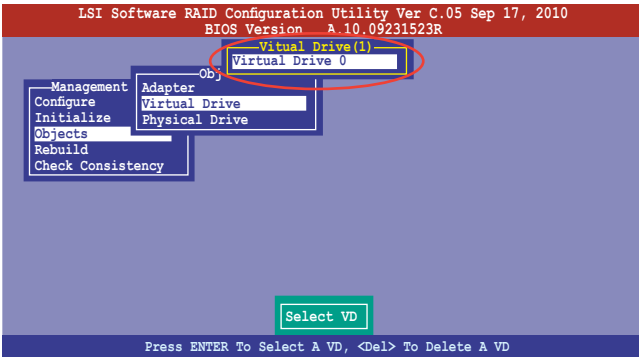 LSI Software RAID Configuration Utility Ver C.05 Sep 17, 2010
BIOS Version A.10.09231523R
Vitual Drive(1)
Virtual Drive 0
Obj
Adapter
Virtual Drive
Physical Drive
Management
Configure
Initialize
Objects
Rebuild
Check Consistency
Select VD
Press ENTER To Select A VD, <Del> To Delete A VD